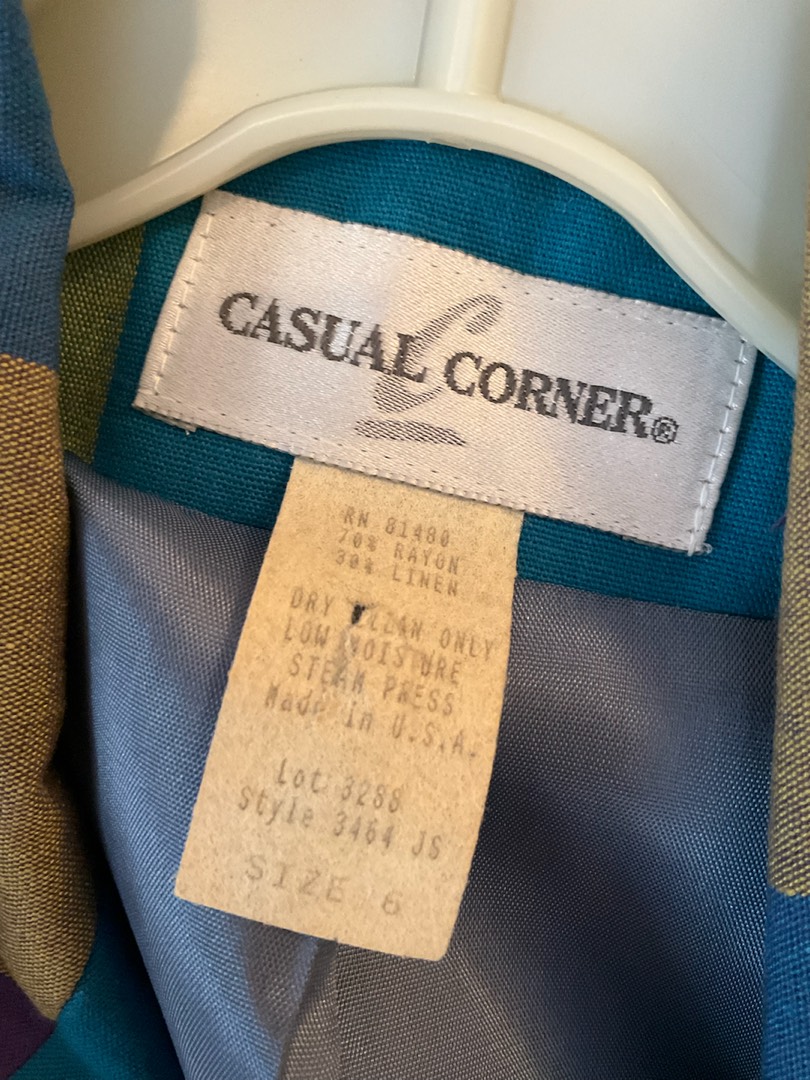 CASUAL CORNER®
RN 81480
70% RAYON
30% LINEN
DRY CLEAN ONLY
LOW MOISTURE
STEAM PRESS
Made in U.S.A.
Lot 3288
Style 3464 JS
SIZE 6